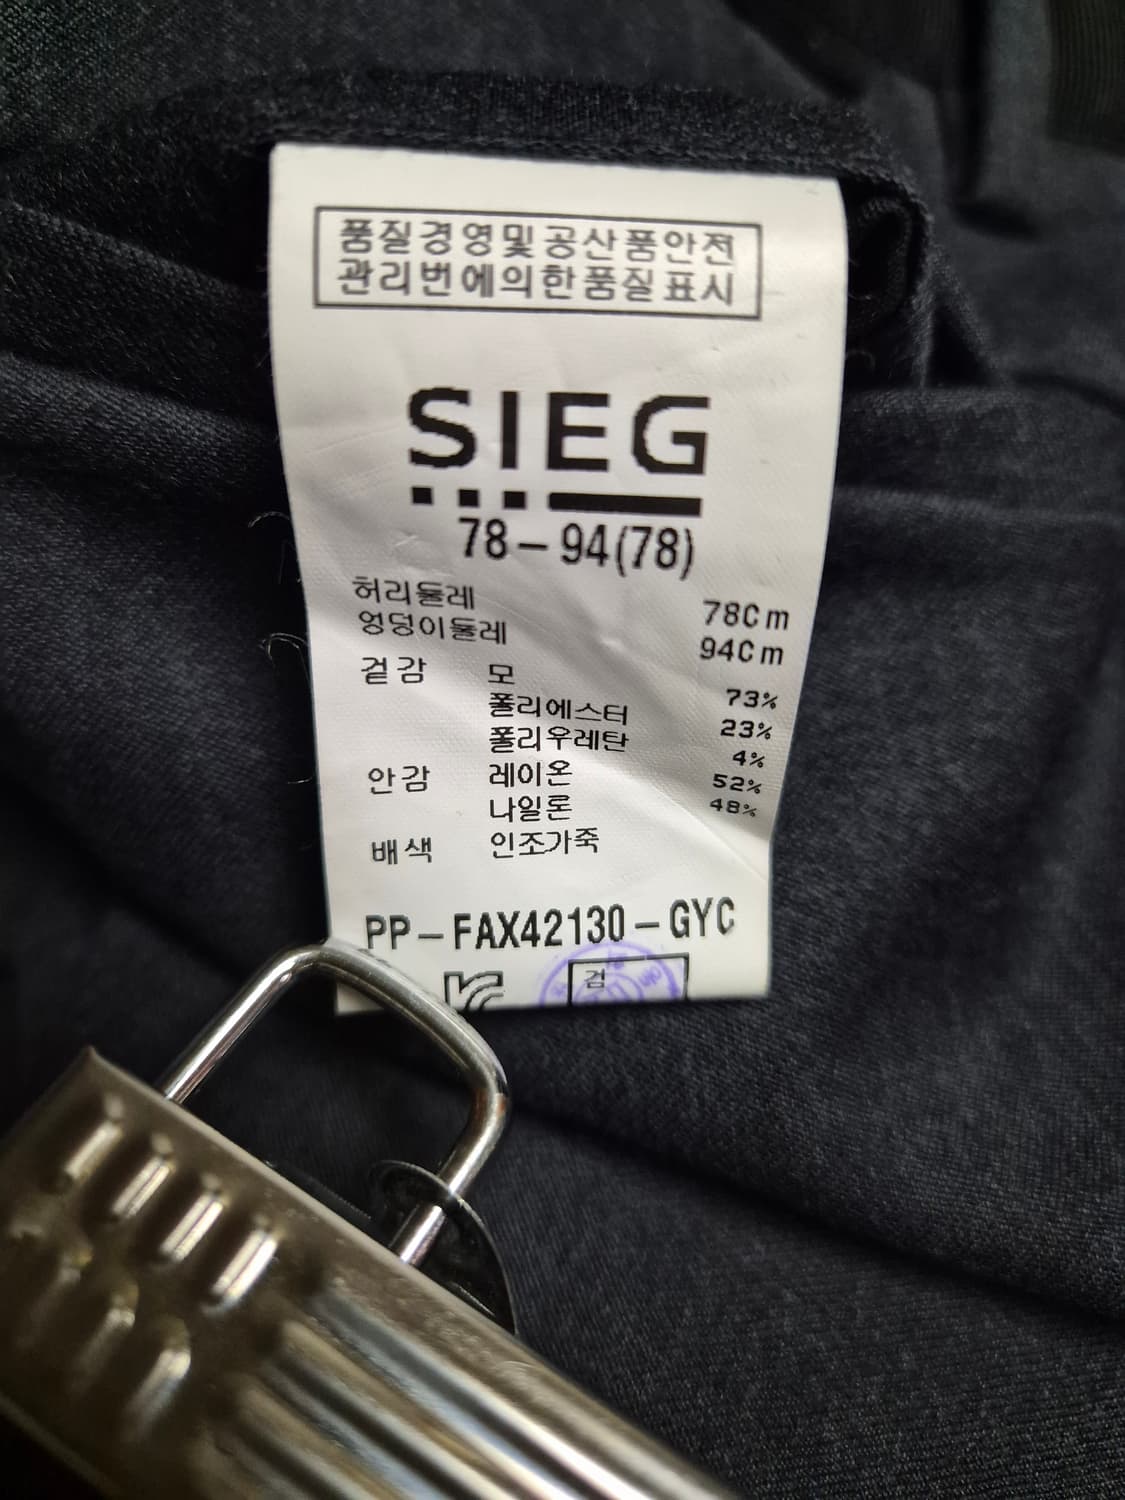 품질경영및공산품안전
관리번에의한품질표시
SIEG
78-94(78)
허리둘레 78Cm
엉덩이둘레 94Cm
겉감 모 73%
폴리에스터 23%
폴리우레탄 4%
안감 레이온 52%
나일론 48%
배색 인조가죽
PP-FAX42130-GYC
검